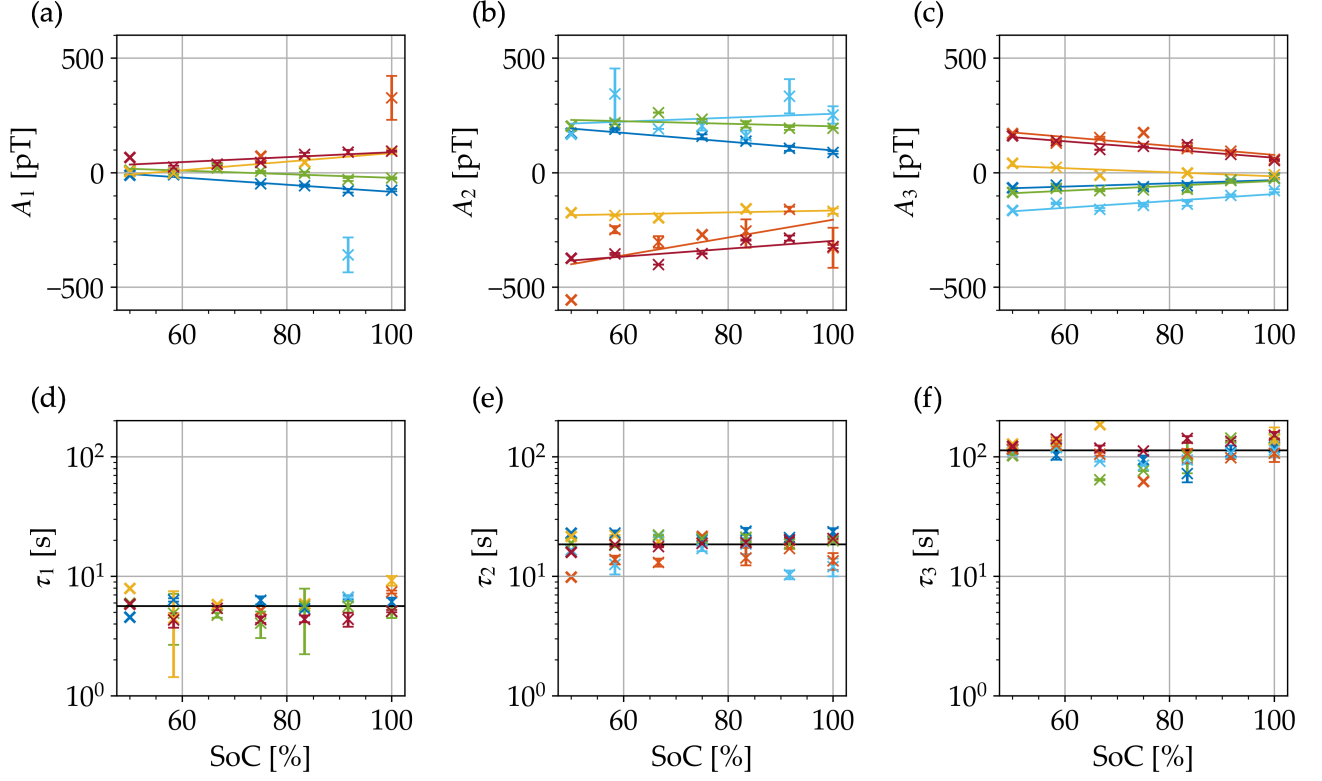 (a)
(b)
(c)
500
0
−500
A₁ [pT]
60
80
100
500
0
−500
A₂ [pT]
60
80
100
500
0
−500
A₃ [pT]
60
80
100
(d)
(e)
(f)
10²
10¹
10⁰
τ₁ [s]
60
80
100
SoC [%]
10²
10¹
10⁰
τ₂ [s]
60
80
100
SoC [%]
10²
10¹
10⁰
τ₃ [s]
60
80
100
SoC [%]